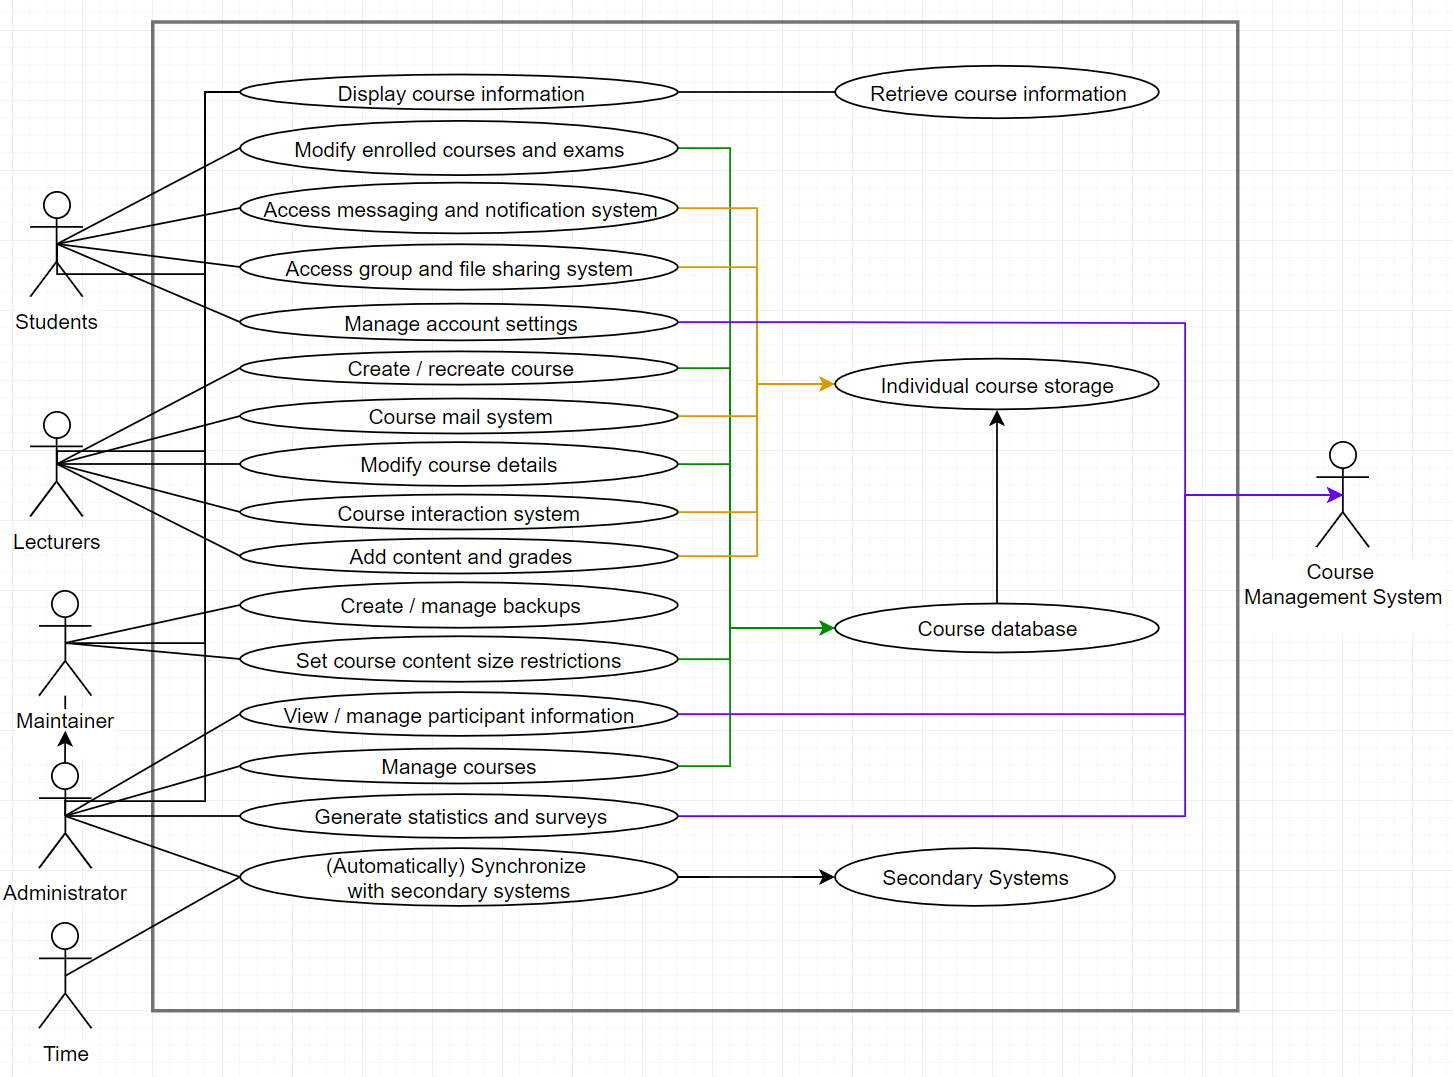 Display course information
Retrieve course information
Modify enrolled courses and exams
Access messaging and notification system
Access group and file sharing system
Students
Manage account settings
Create / recreate course
Individual course storage
Course mail system
Modify course details
Course interaction system
Lecturers
Add content and grades
Course
Management System
Create / manage backups
Course database
Set course content size restrictions
Maintainer
View / manage participant information
Manage courses
Generate statistics and surveys
(Automatically) Synchronize
with secondary systems
Secondary Systems
Administrator
Time